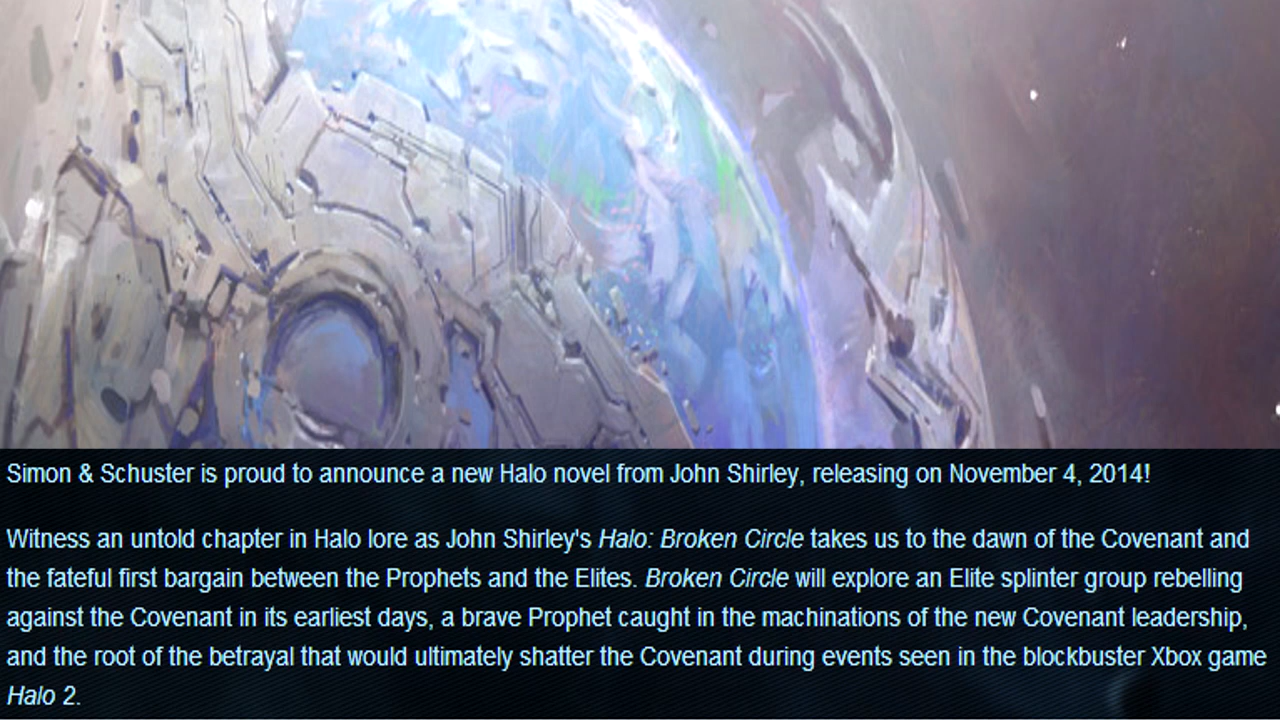 Simon & Schuster is proud to announce a new Halo novel from John Shirley, releasing on November 4, 2014!
Witness an untold chapter in Halo lore as John Shirley's Halo: Broken Circle takes us to the dawn of the Covenant and
the fateful first bargain between the Prophets and the Elites. Broken Circle will explore an Elite splinter group rebelling
against the Covenant in its earliest days, a brave Prophet caught in the machinations of the new Covenant leadership,
and the root of the betrayal that would ultimately shatter the Covenant during events seen in the blockbuster Xbox game
Halo 2.